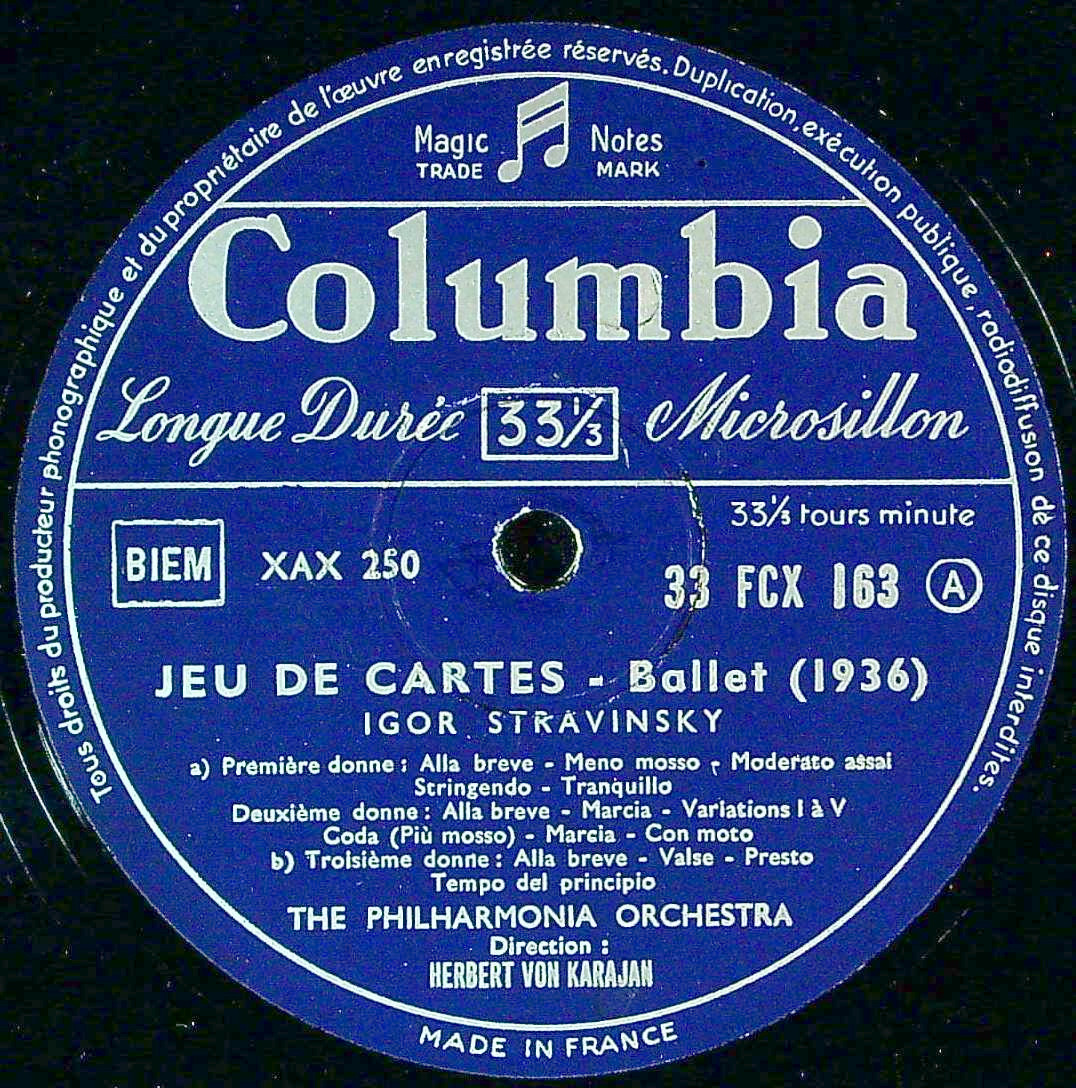 Tous droits du producteur phonographique et du propriétaire de l'œuvre enregistrée réservés. Duplication, exécution publique, radiodiffusion dè ce disque interdites.
Magic Notes
TRADE MARK
Columbia
Longue Durée 33⅓ Microsillon
33⅓ tours minute
BIEM XAX 250 33 FCX 163 A
JEU DE CARTES - Ballet (1936)
IGOR STRAVINSKY
a) Première donne : Alla breve - Meno mosso - Moderato assai
Stringendo - Tranquillo
Deuxième donne : Alla breve - Marcia - Variations I à V
Coda (Più mosso) - Marcia - Con moto
b) Troisième donne : Alla breve - Valse - Presto
Tempo del principio
THE PHILHARMONIA ORCHESTRA
Direction :
HERBERT VON KARAJAN
MADE IN FRANCE